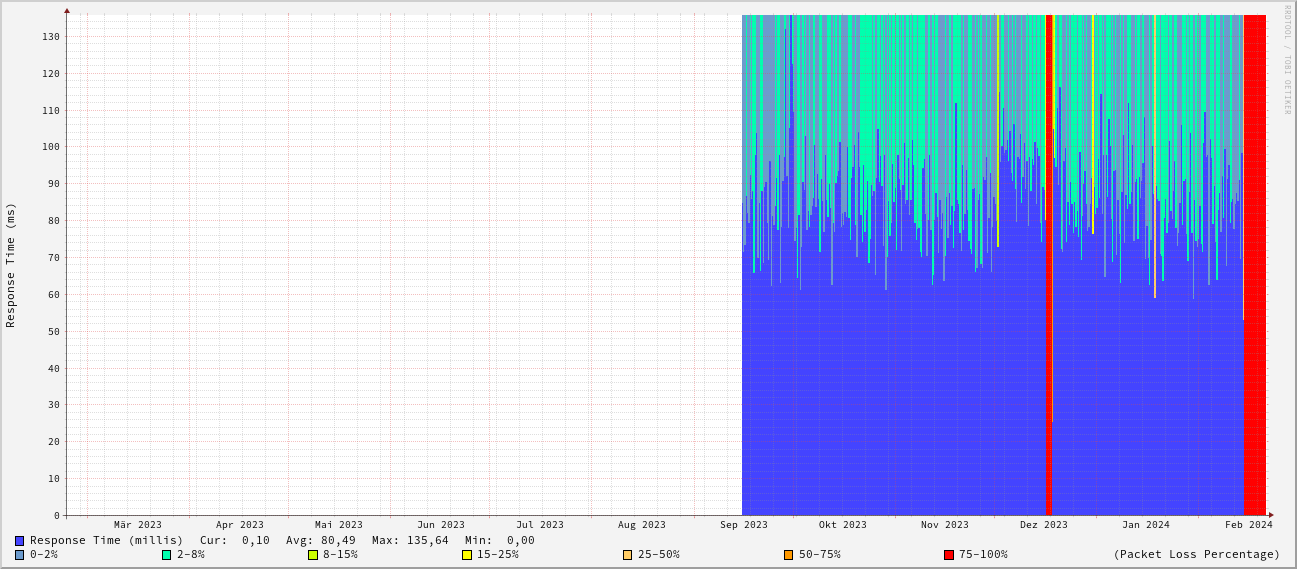 RRDTOOL / TOBI OETIKER
Response Time (ms)
130
120
110
100
90
80
70
60
50
40
30
20
10
0
Mär 2023 Apr 2023 Mai 2023 Jun 2023 Jul 2023 Aug 2023 Sep 2023 Okt 2023 Nov 2023 Dez 2023 Jan 2024 Feb 2024
Response Time (millis) Cur: 0,10 Avg: 80,49 Max: 135,64 Min: 0,00
0-2% 2-8% 8-15% 15-25% 25-50% 50-75% 75-100% (Packet Loss Percentage)